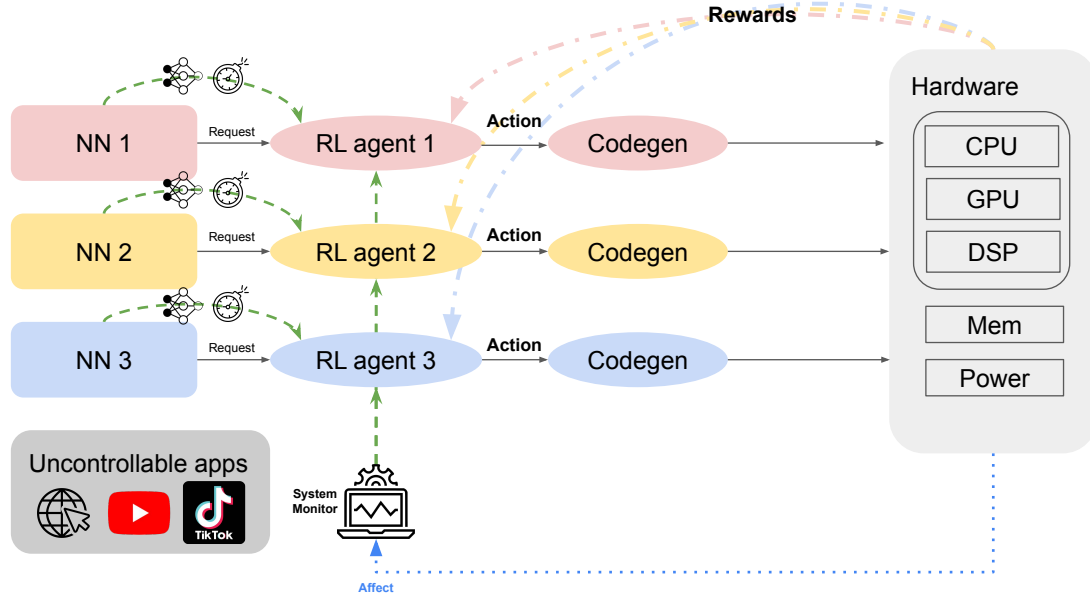 Rewards
Hardware
NN 1
Request
RL agent 1
Action
Codegen
CPU
GPU
NN 2
Request
RL agent 2
Action
Codegen
DSP
Mem
NN 3
Request
RL agent 3
Action
Codegen
Power
Uncontrollable apps
TikTok
System
Monitor
Affect